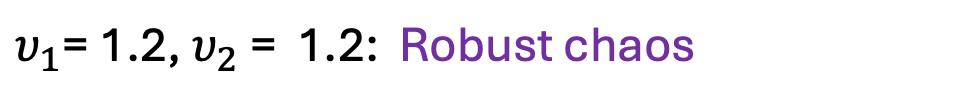 𝜐₁= 1.2, 𝜐₂ = 1.2: Robust chaos